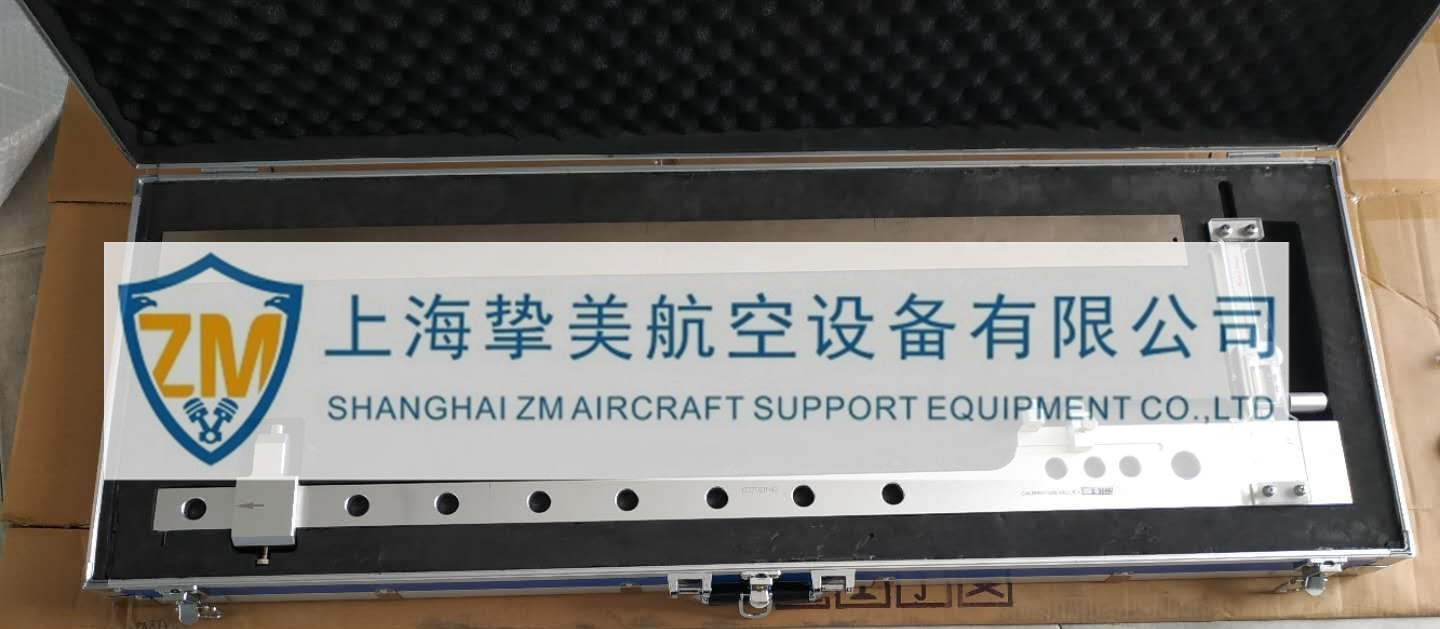 ZM
上海挚美航空设备有限公司
SHANGHAI ZM AIRCRAFT SUPPORT EQUIPMENT CO.,LTD